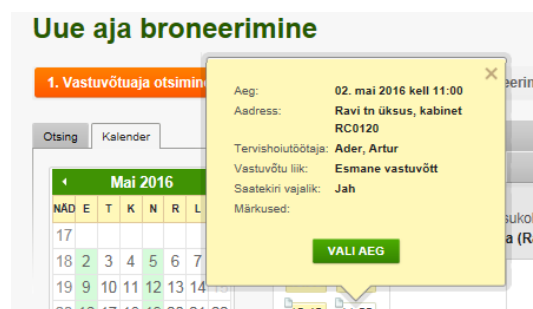 Uue aja broneerimine
1. Vastuvõtuaja otsimine
Otsing Kalender
Mai 2016
NÄD E T K N R L
17
18 2 3 4 5 6 7
19 9 10 11 12 13 14 15
Aeg: 02. mai 2016 kell 11:00
Aadress: Ravi tn üksus, kabinet
RC0120
Tervishoiutöötaja: Ader, Artur
Vastuvõtu liik: Esmane vastuvõtt
Saatekiri vajalik: Jah
Märkused:
VALI AEG